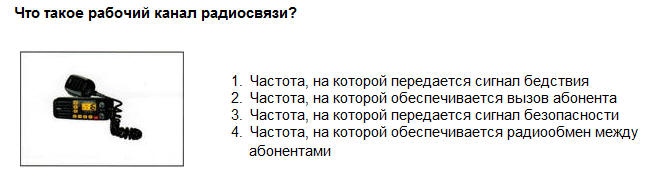 Что такое рабочий канал радиосвязи?
1. Частота, на которой передается сигнал бедствия
2. Частота, на которой обеспечивается вызов абонента
3. Частота, на которой передается сигнал безопасности
4. Частота, на которой обеспечивается радиообмен между
абонентами